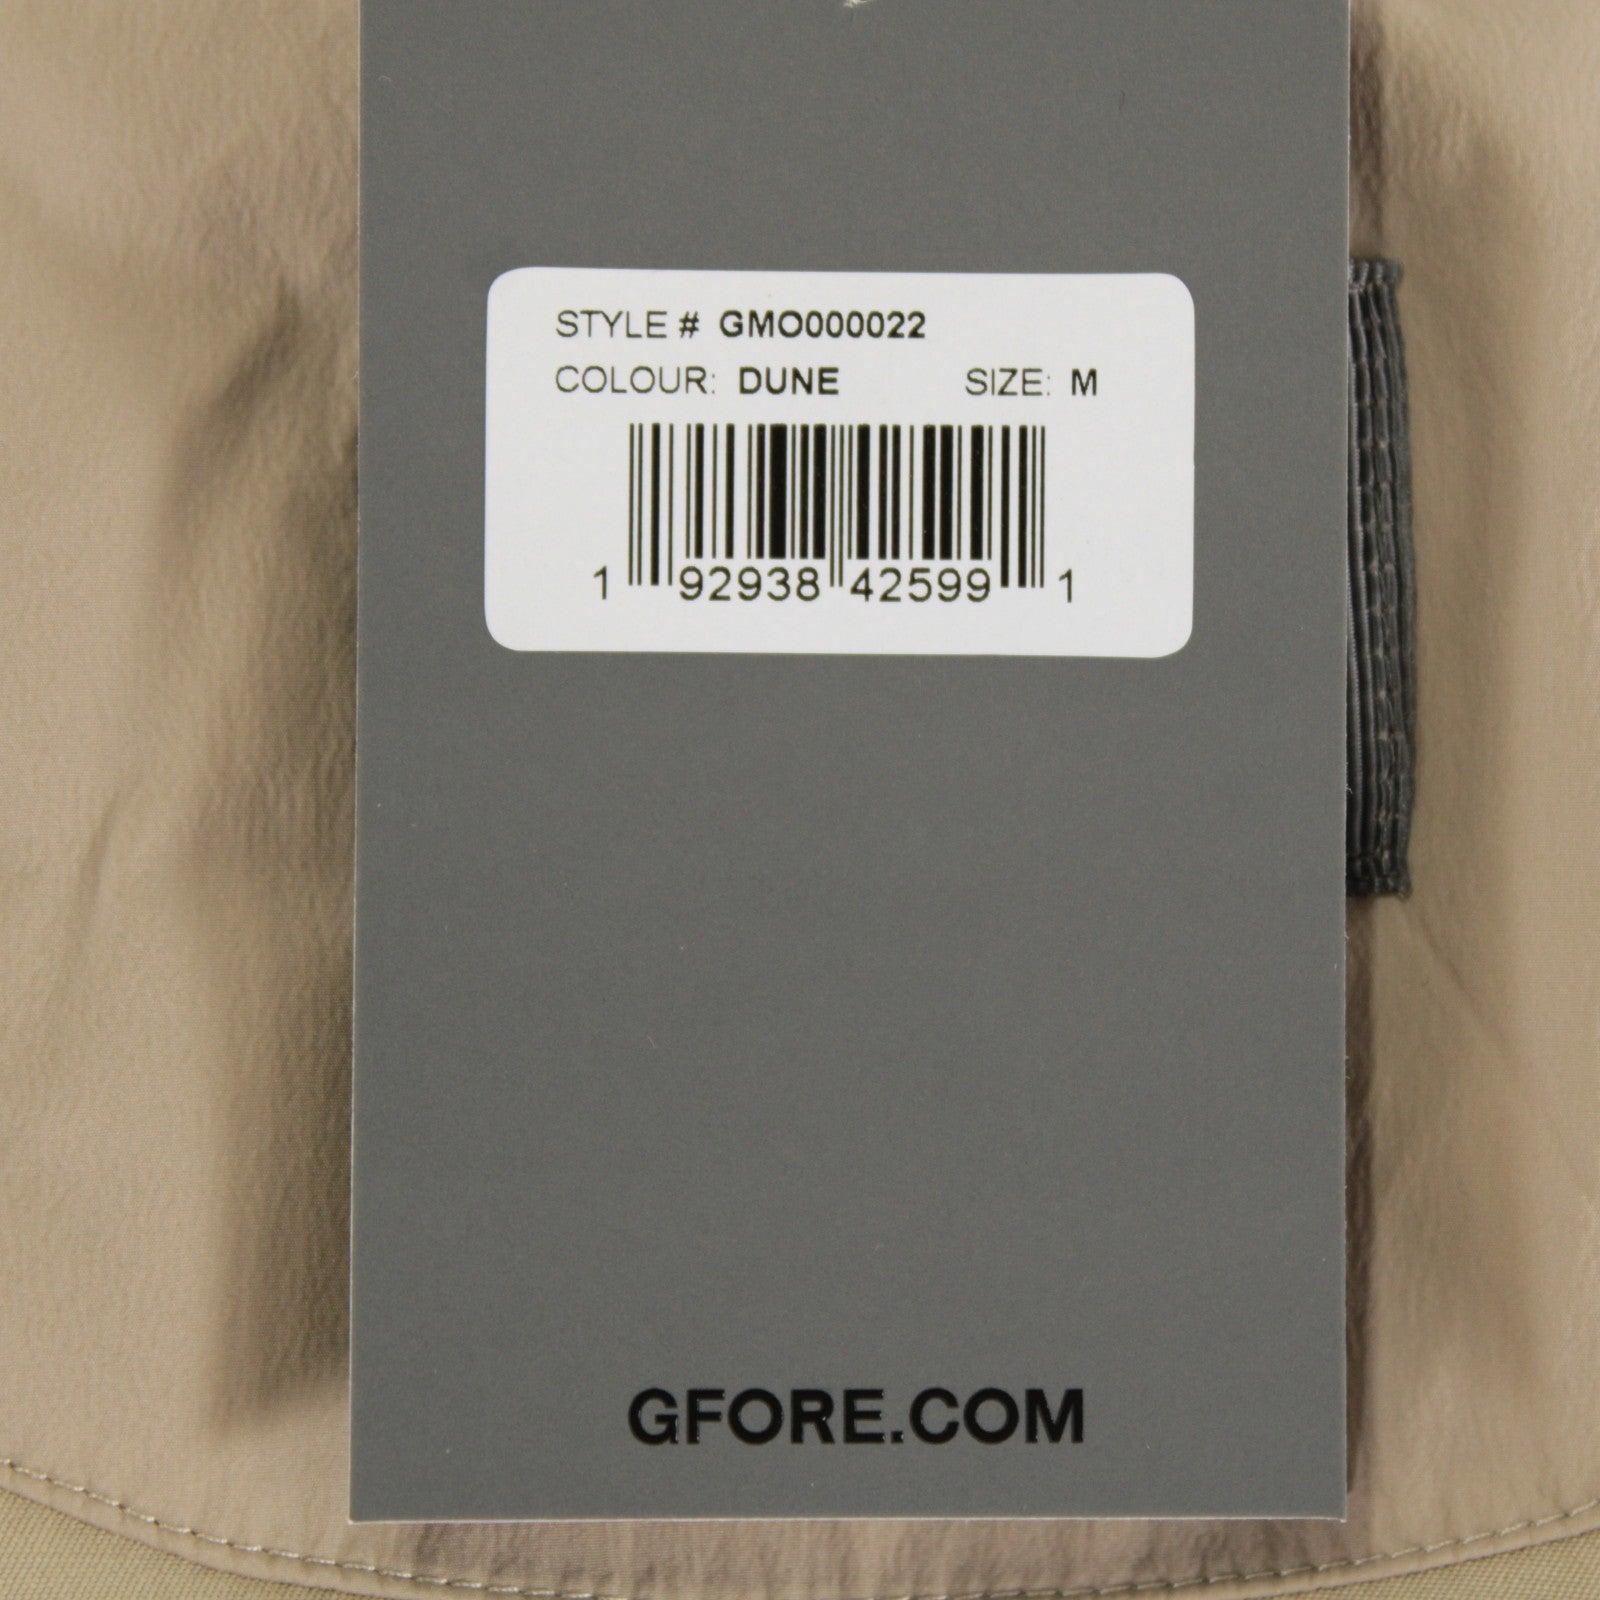 STYLE # GMO000022
COLOUR: DUNE SIZE: M
1 92938 42599 1
GFORE.COM